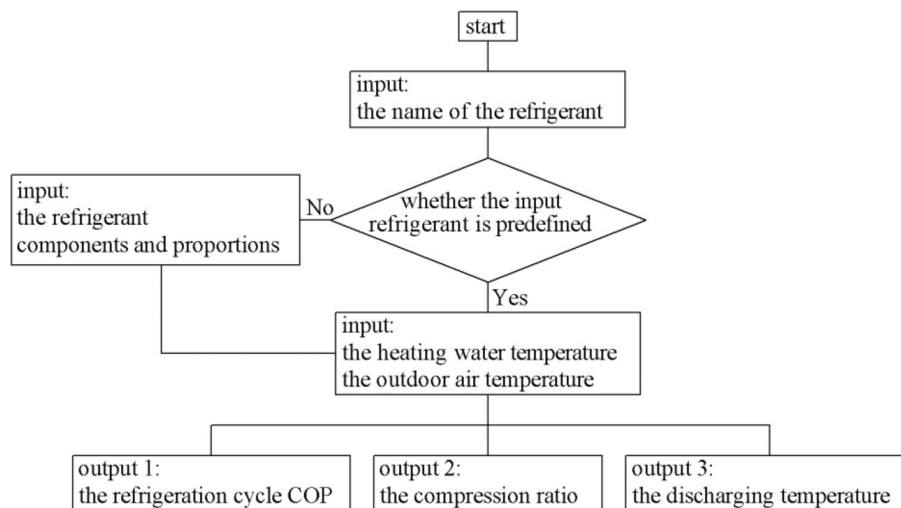 start
input:
the name of the refrigerant
whether the input
refrigerant is predefined
No
input:
the refrigerant
components and proportions
Yes
input:
the heating water temperature
the outdoor air temperature
output 1:
the refrigeration cycle COP
output 2:
the compression ratio
output 3:
the discharging temperature